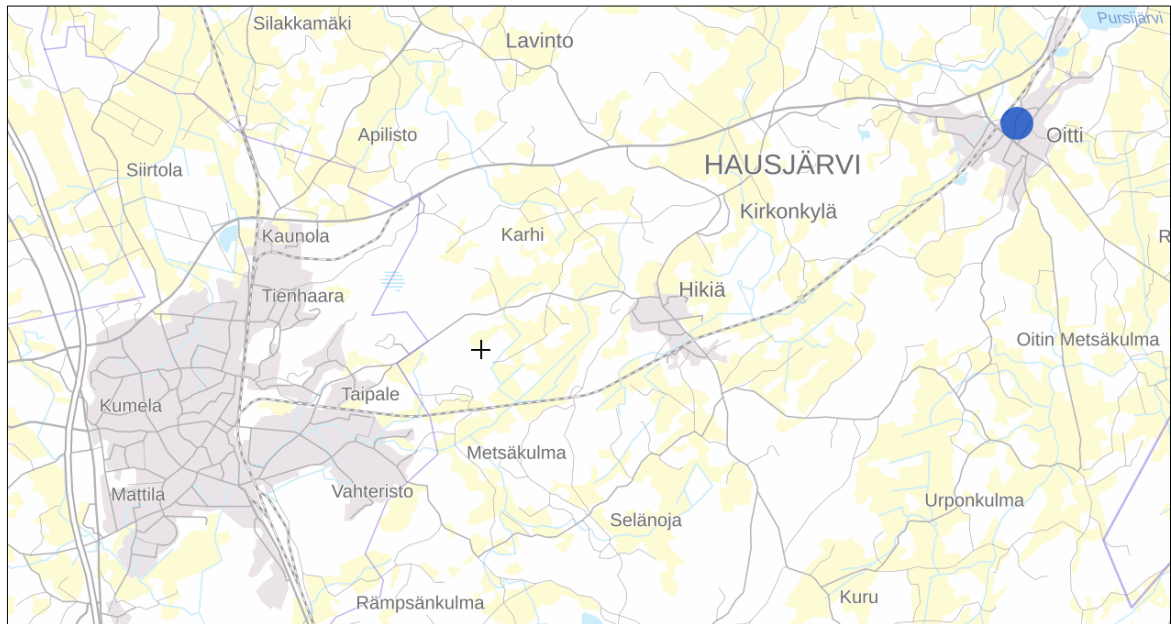 Silakkamäki
Pursijärvi
Lavinto
Apilisto
Oitti
HAUSJÄRVI
Siirtola
Kirkonkylä
Kaunola
Karhi
R
Hikiä
Tienhaara
Oitin Metsäkulma
Taipale
Kumela
Metsäkulma
Vahteristo
Mattila
Urponkulma
Selänoja
Kuru
Rämpsänkulma